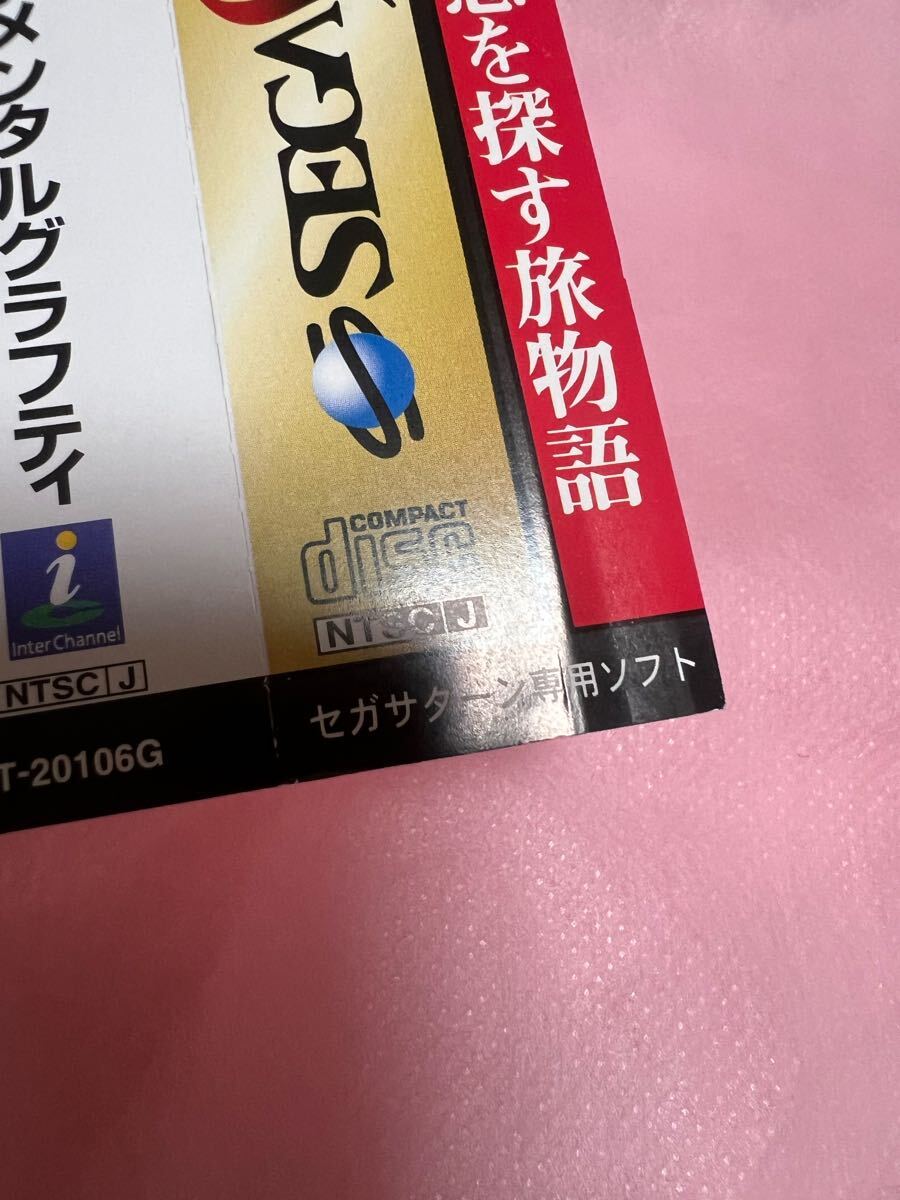 を探す旅物語
SEGA
メンタルグラフティ
COMPACT
disc
NTSC J
InterChannel
NTSC J
セガサターン専用ソフト
T-20106G